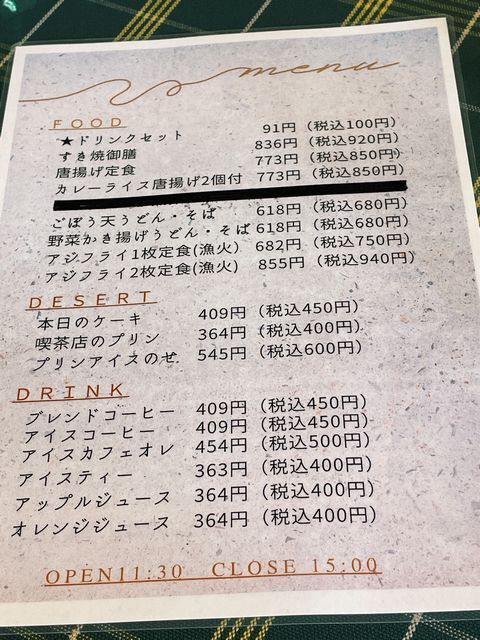 menu
FOOD
★ドリンクセット 91円（税込100円）
すき焼御膳 836円（税込920円）
唐揚げ定食 773円（税込850円）
カレーライス唐揚げ2個付 773円（税込850円）
ごぼう天うどん・そば 618円（税込680円）
野菜かき揚げうどん・そば 618円（税込680円）
アジフライ1枚定食(漁火) 682円（税込750円）
アジフライ2枚定食(漁火) 855円（税込940円）
DESERT
本日のケーキ 409円（税込450円）
喫茶店のプリン 364円（税込400円）
プリンアイスのせ 545円（税込600円）
DRINK
ブレンドコーヒー 409円（税込450円）
アイスコーヒー 409円（税込450円）
アイスカフェオレ 454円（税込500円）
アイスティー 363円（税込400円）
アップルジュース 364円（税込400円）
オレンジジュース 364円（税込400円）
OPEN11:30 CLOSE 15:00